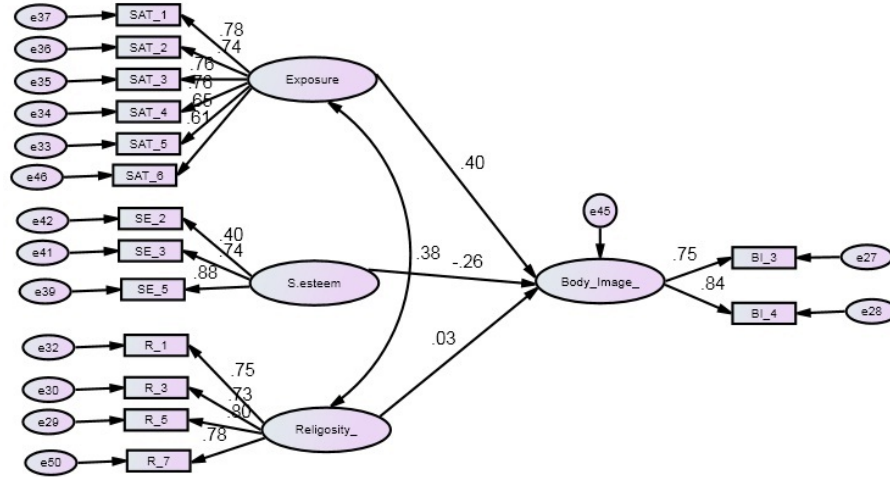 e37
SAT_1
.78
e36
SAT_2
.74
e35
SAT_3
.76
Exposure
e34
SAT_4
.76
e33
SAT_5
.65
e46
SAT_6
.61
.40
e42
SE_2
.40
e41
SE_3
.74
e39
SE_5
.88
S.esteem
.38
-.26
e45
Body_Image_
.75
BI_3
e27
.84
BI_4
e28
e32
R_1
.75
e30
R_3
.73
e29
R_5
.80
e50
R_7
.78
Religosity_
.03